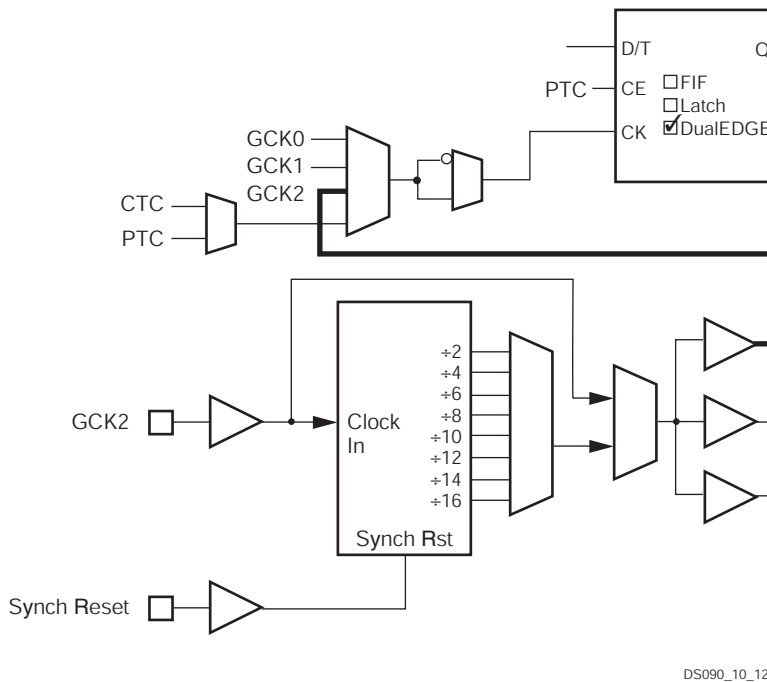 D/T
Q
PTC
CE
FIF
Latch
DualEDGE
CK
GCK0
GCK1
GCK2
CTC
PTC
÷2
÷4
÷6
÷8
÷10
÷12
÷14
÷16
GCK2
Clock
In
Synch Rst
Synch Reset
DS090_10_12